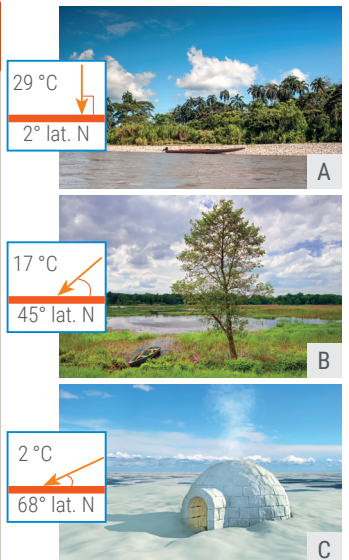 29 °C
2° lat. N
A
17 °C
45° lat. N
B
2 °C
68° lat. N
C